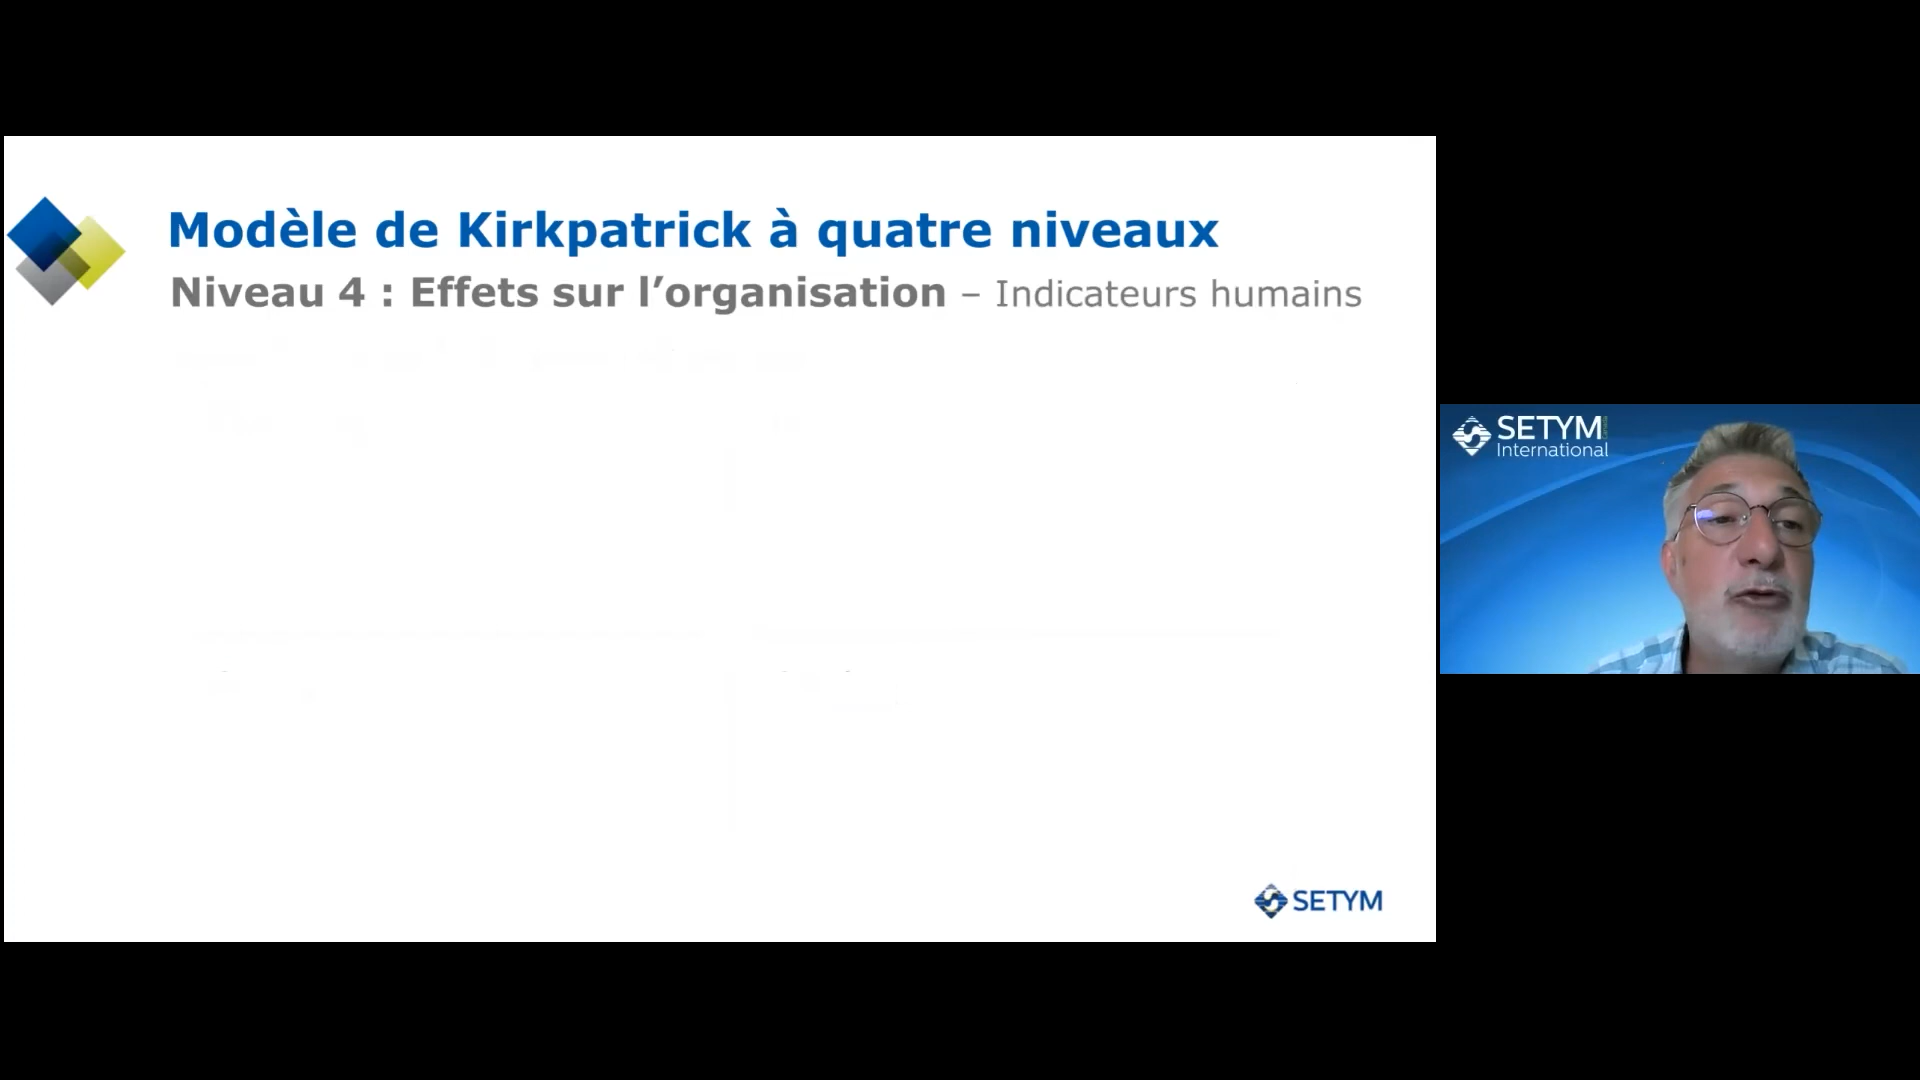 Modèle de Kirkpatrick à quatre niveaux
Niveau 4 : Effets sur l’organisation – Indicateurs humains
SETYM
SETYM
International